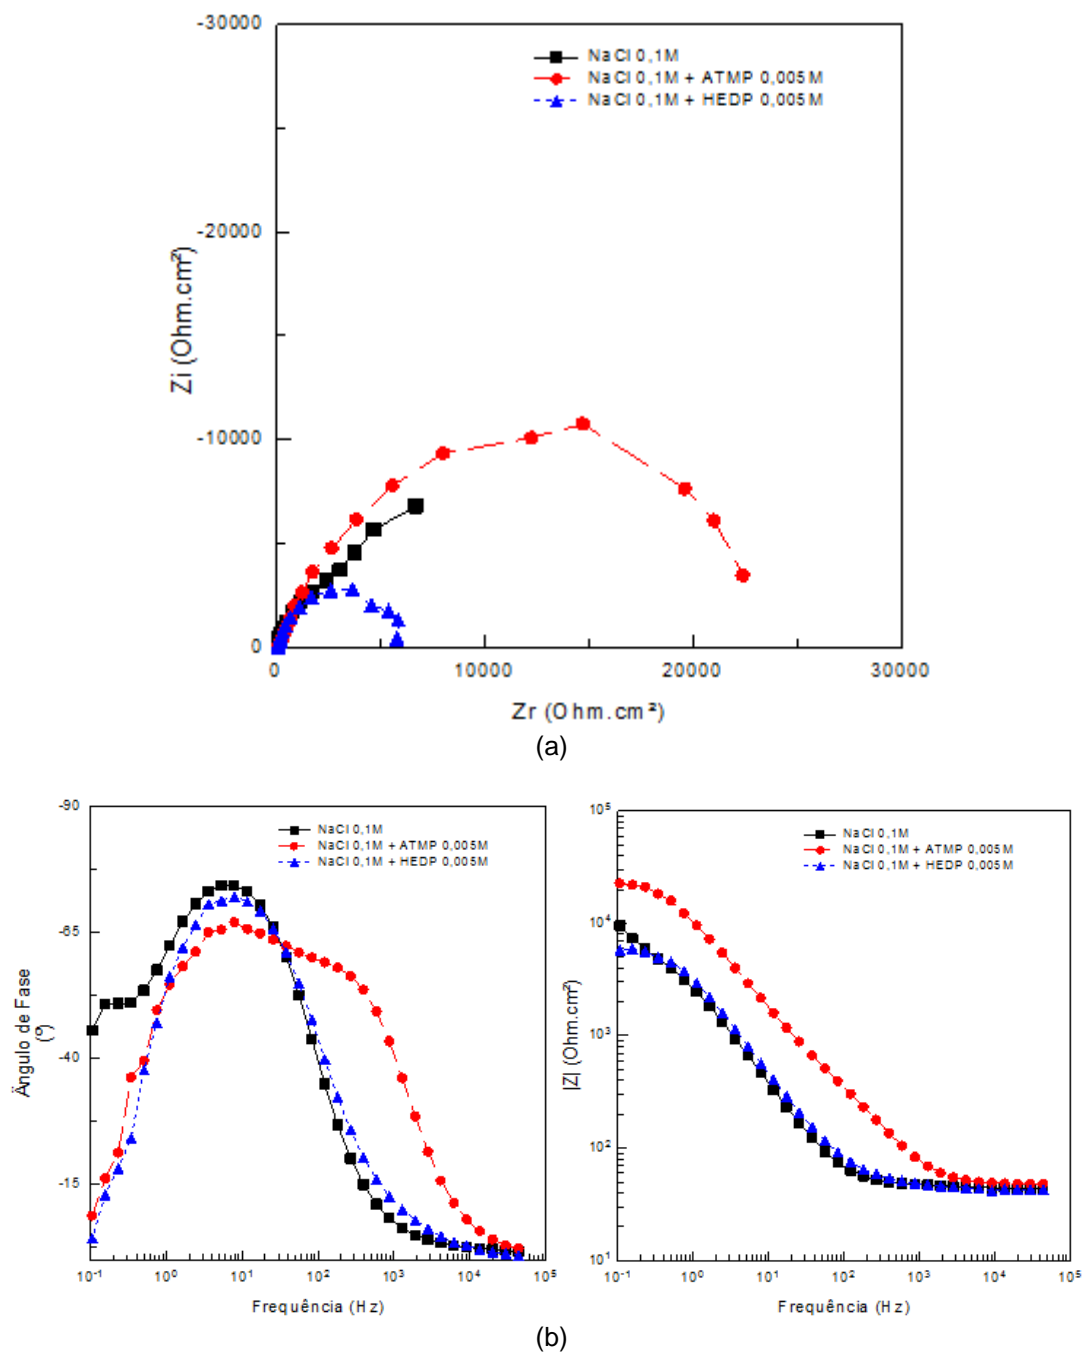 -30000
NaCl 0,1M
NaCl 0,1M + ATMP 0,005M
NaCl 0,1M + HEDP 0,005M
-20000
Zi (Ohm.cm²)
-10000
0
0 10000 20000 30000
Zr (Ohm.cm²)
(a)
-90
NaCl 0,1M
NaCl 0,1M + ATMP 0,005M
NaCl 0,1M + HEDP 0,005M
-65
Ângulo de Fase
(º)
-40
-15
10⁻¹ 10⁰ 10¹ 10² 10³ 10⁴ 10⁵
Frequência (Hz)
10⁵
NaCl 0,1M
NaCl 0,1M + ATMP 0,005M
NaCl 0,1M + HEDP 0,005M
10⁴
|Z| (Ohm.cm²)
10³
10²
10¹
10⁻¹ 10⁰ 10¹ 10² 10³ 10⁴ 10⁵
Frequência (Hz)
(b)